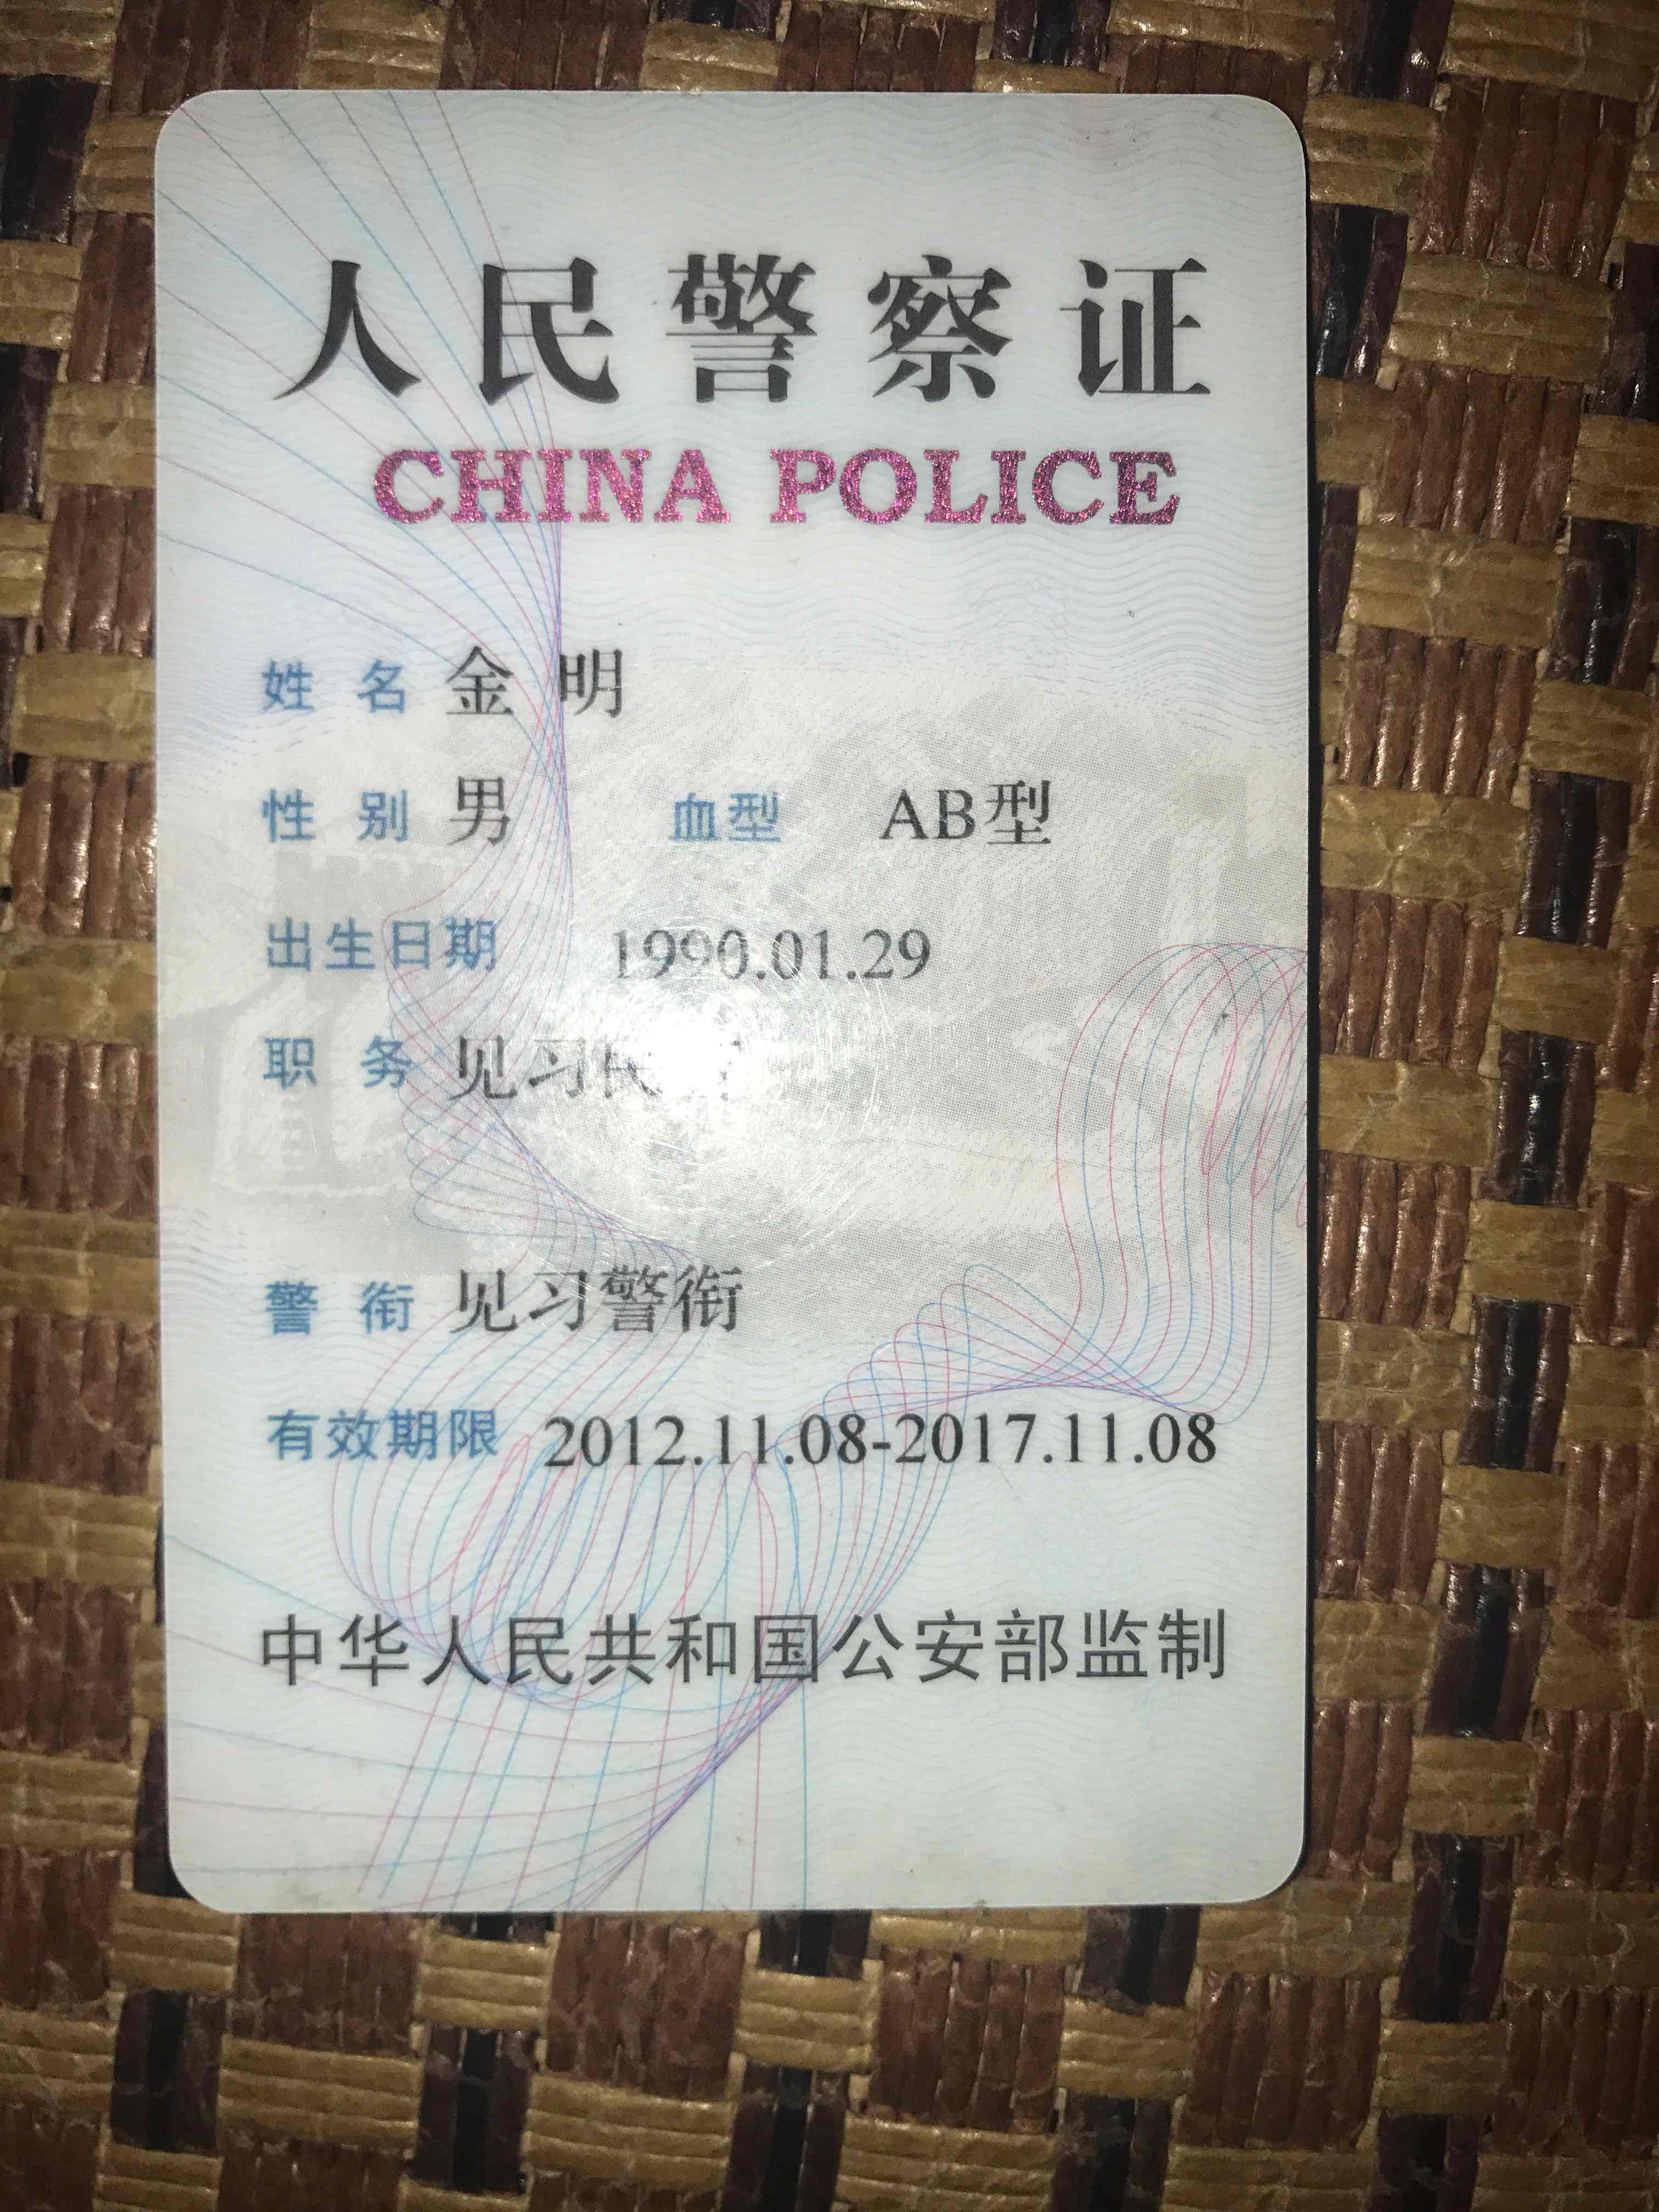 人民警察证
CHINA POLICE
姓 名 金 明
性 别 男 血型 AB型
出生日期 1990.01.29
职 务 见习民
警 衔 见习警衔
有效期限 2012.11.08-2017.11.08
中华人民共和国公安部监制